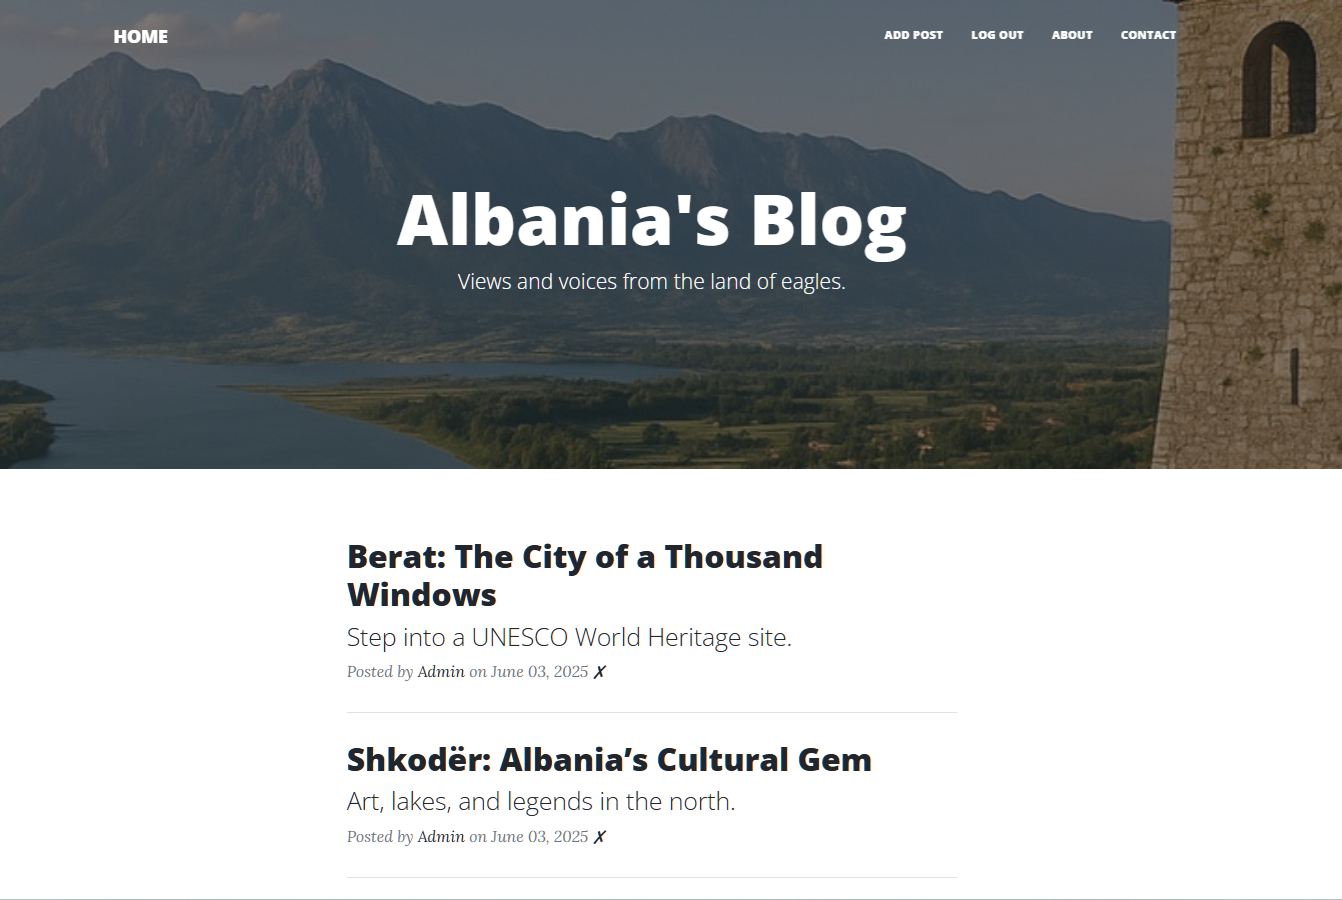 HOME
ADD POST LOG OUT ABOUT CONTACT
Albania's Blog
Views and voices from the land of eagles.
Berat: The City of a Thousand
Windows
Step into a UNESCO World Heritage site.
Posted by Admin on June 03, 2025 ✗
Shkodër: Albania’s Cultural Gem
Art, lakes, and legends in the north.
Posted by Admin on June 03, 2025 ✗